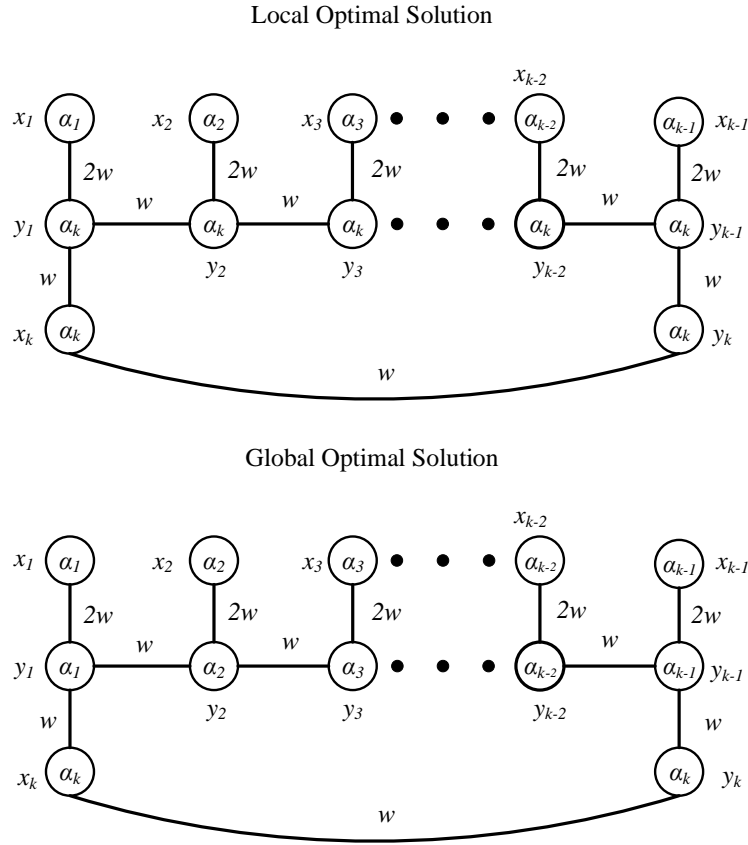 Local Optimal Solution
x_{k-2}
x_1 α_1 x_2 α_2 x_3 α_3 α_{k-2} α_{k-1} x_{k-1}
2w 2w 2w 2w 2w
w w w
y_1 α_k α_k α_k α_k α_k y_{k-1}
y_2 y_3 y_{k-2}
w w
x_k α_k α_k y_k
w
Global Optimal Solution
x_{k-2}
x_1 α_1 x_2 α_2 x_3 α_3 α_{k-2} α_{k-1} x_{k-1}
2w 2w 2w 2w 2w
w w w
y_1 α_1 α_2 α_3 α_{k-2} α_{k-1} y_{k-1}
y_2 y_3 y_{k-2}
w w
x_k α_k α_k y_k
w